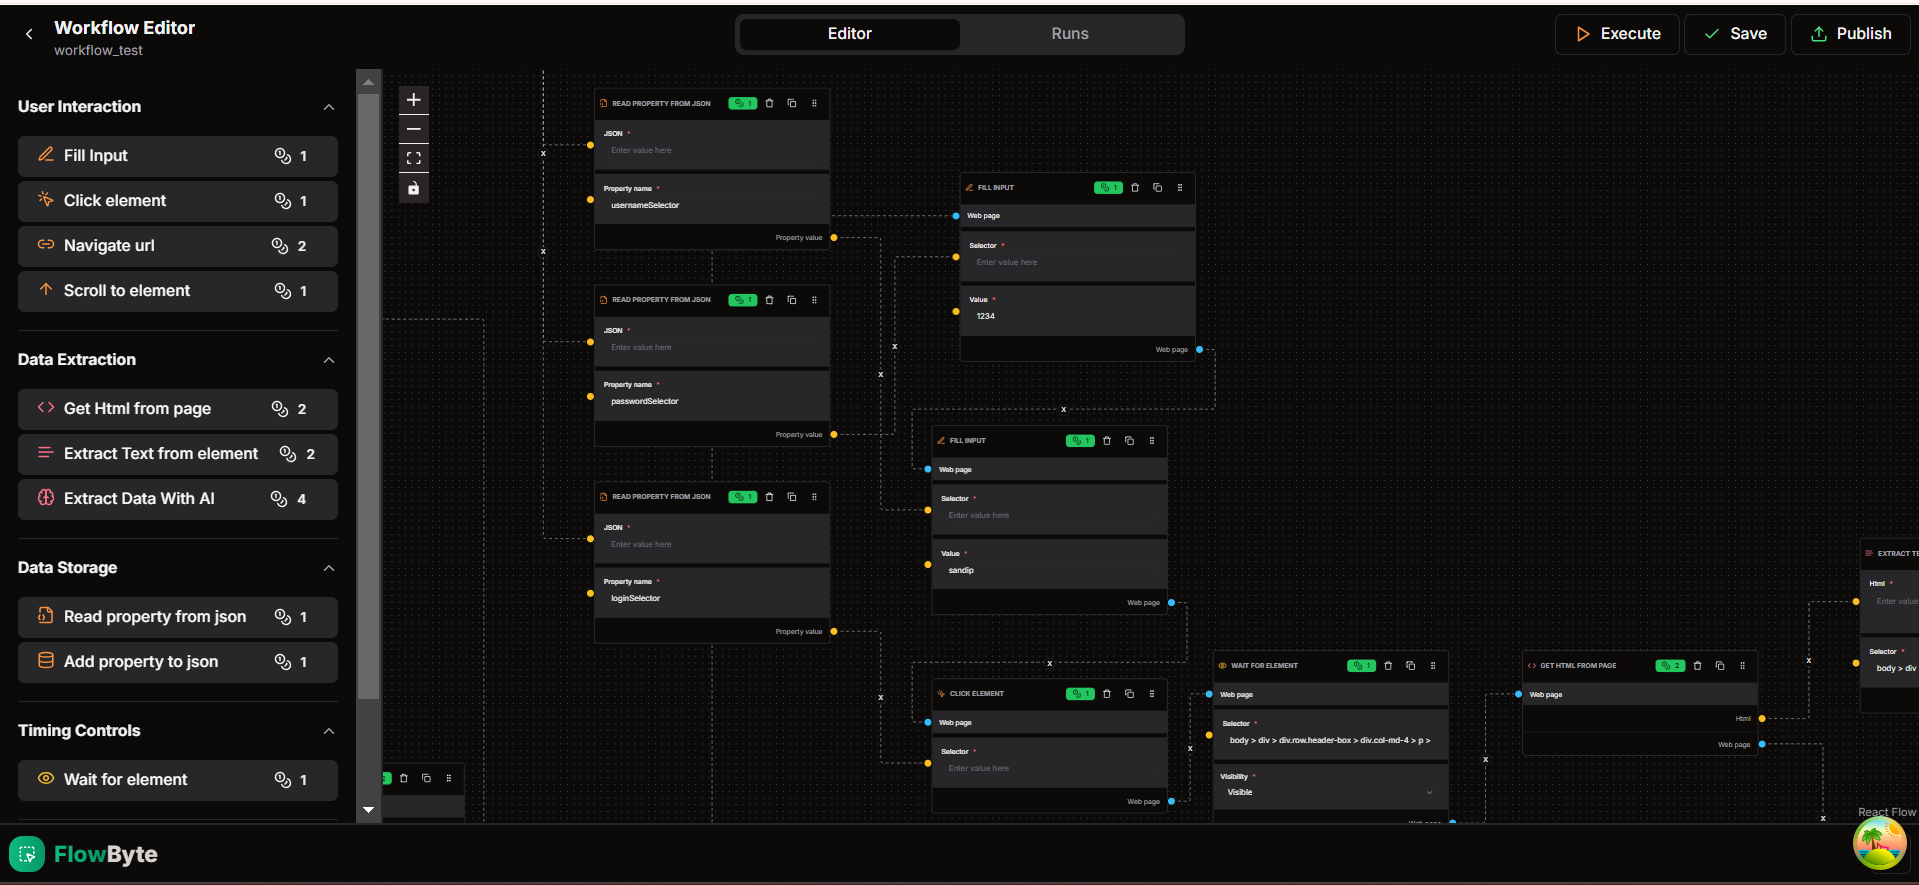 Workflow Editor
workflow_test
Editor
Runs
Execute
Save
Publish
User Interaction
Fill Input 1
Click element 1
Navigate url 2
Scroll to element 1
Data Extraction
Get Html from page 2
Extract Text from element 2
Extract Data With AI 4
Data Storage
Read property from json 1
Add property to json 1
Timing Controls
Wait for element 1
READ PROPERTY FROM JSON 1
JSON *
Enter value here
Property name *
usernameSelector
Property value
READ PROPERTY FROM JSON 1
JSON *
Enter value here
Property name *
passwordSelector
Property value
READ PROPERTY FROM JSON 1
JSON *
Enter value here
Property name *
loginSelector
Property value
FILL INPUT 1
Web page
Selector *
Enter value here
Value *
1234
Web page
FILL INPUT 1
Web page
Selector *
Enter value here
Value *
sandip
Web page
CLICK ELEMENT 1
Web page
Selector *
Enter value here
Web page
WAIT FOR ELEMENT 1
Web page
Selector *
body > div > div.row.header-box > div.col-md-4 > p >
Visibility *
Visible
GET HTML FROM PAGE 2
Web page
Html
Web page
EXTRACT TE
Html *
Enter value
Selector *
body > div
React Flow
FlowByte